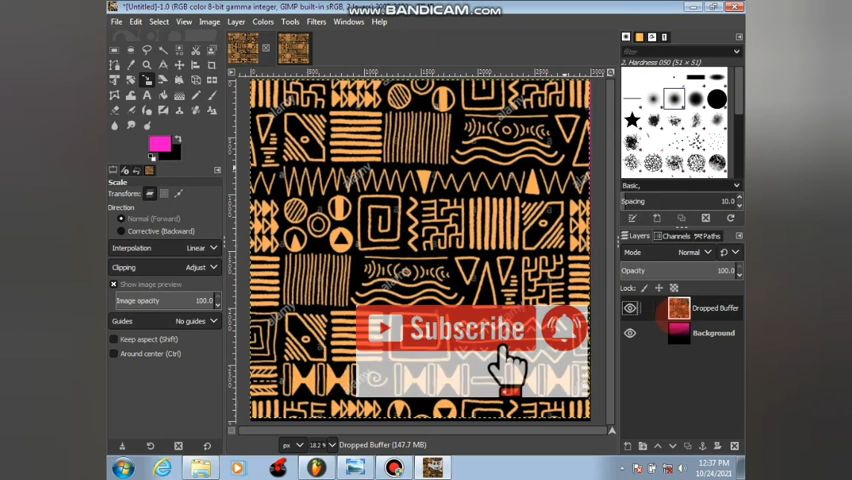 www.BANDICAM.com
*[Untitled]-1.0 (RGB color 8-bit gamma integer, GIMP built-in sRGB, 2 layers)
File Edit Select View Image Layer Colors Tools Filters Windows Help
filter
2. Hardness 050 (51 × 51)
Scale
Transform:
Direction
Normal (Forward)
Corrective (Backward)
Interpolation Linear
Clipping Adjust
Show image preview
Image opacity 100.0
Guides No guides
Keep aspect (Shift)
Around center (Ctrl)
alamy
Subscribe
Basic,
Spacing 10.0
Layers Channels Paths
Mode Normal
Opacity 100.0
Lock:
Dropped Buffer
Background
px 18.2 % Dropped Buffer (147.7 MB)
12:37 PM
10/24/2021